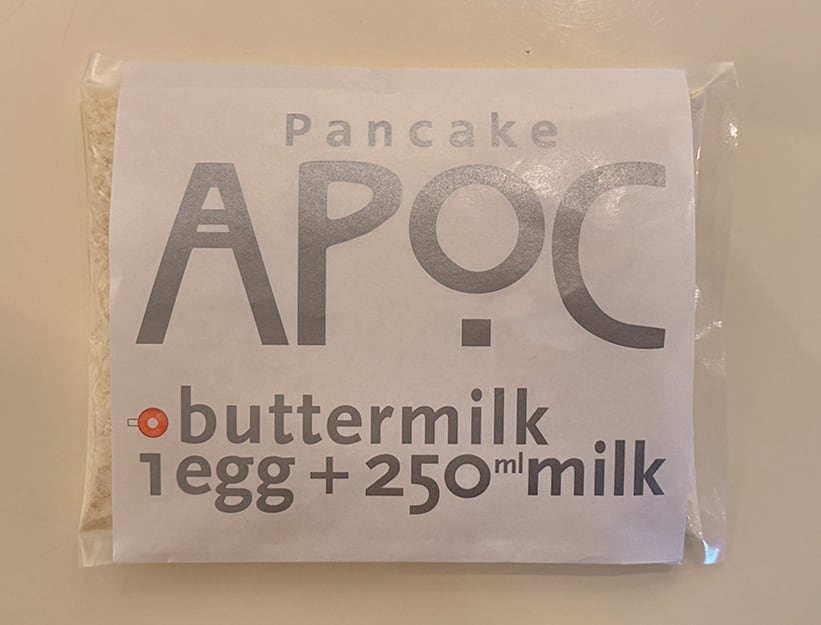 Pancake
APOC
buttermilk
1egg + 250ml milk